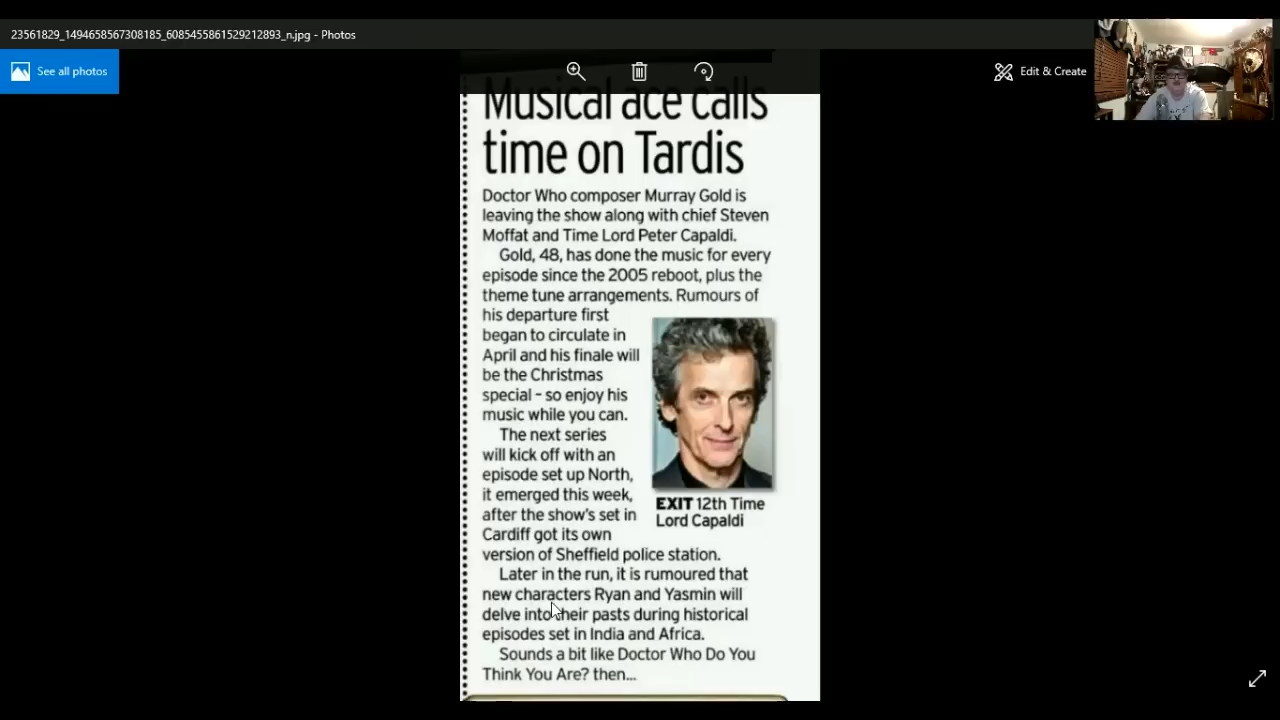 23561829_1494658567308185_6085455861529212893_n.jpg - Photos
See all photos
Edit & Create
Musical ace calls
time on Tardis
Doctor Who composer Murray Gold is
leaving the show along with chief Steven
Moffat and Time Lord Peter Capaldi.
Gold, 48, has done the music for every
episode since the 2005 reboot, plus the
theme tune arrangements. Rumours of
his departure first
began to circulate in
April and his finale will
be the Christmas
special – so enjoy his
music while you can.
The next series
will kick off with an
episode set up North,
it emerged this week,
after the show's set in
Cardiff got its own
version of Sheffield police station.
Later in the run, it is rumoured that
new characters Ryan and Yasmin will
delve into their pasts during historical
episodes set in India and Africa.
Sounds a bit like Doctor Who Do You
Think You Are? then...
EXIT 12th Time
Lord Capaldi